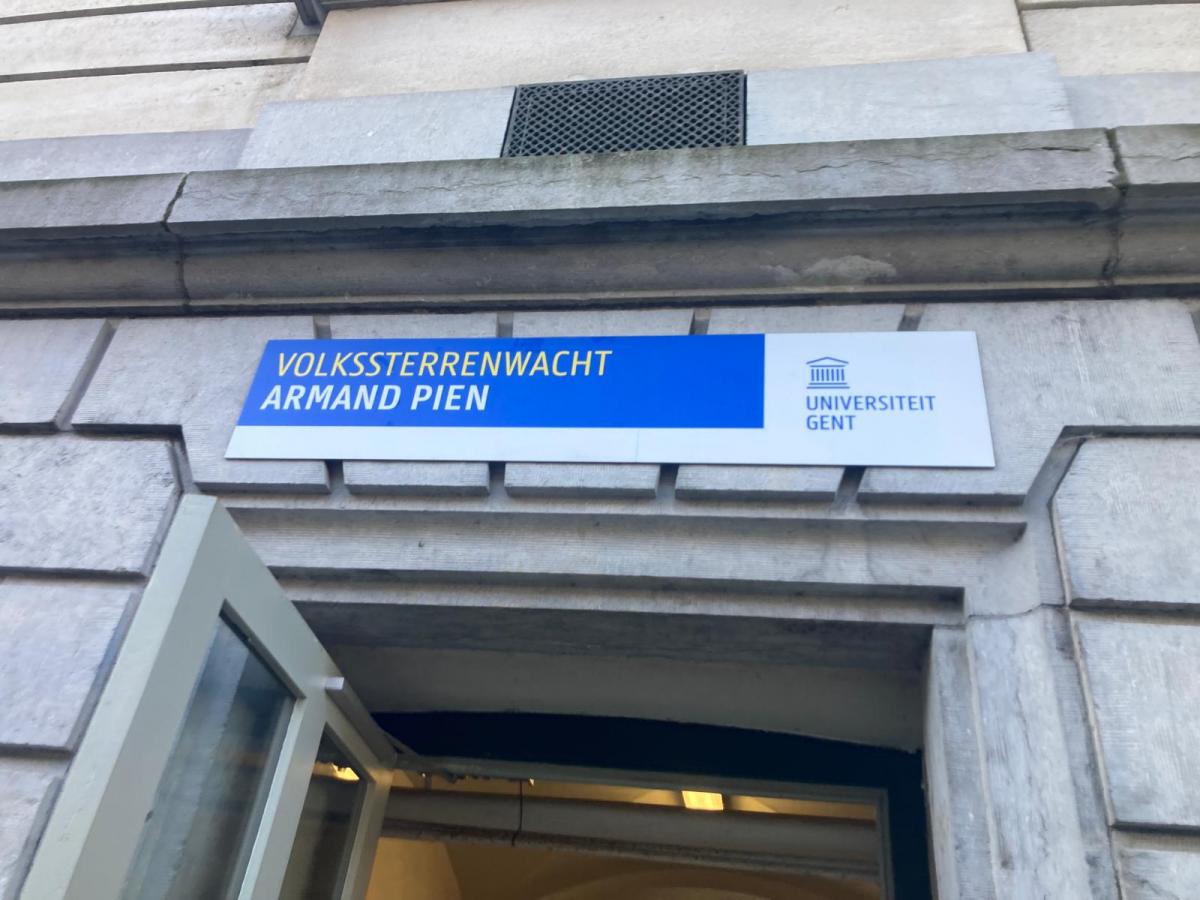 VOLKSSTERRENWACHT
ARMAND PIEN
UNIVERSITEIT
GENT